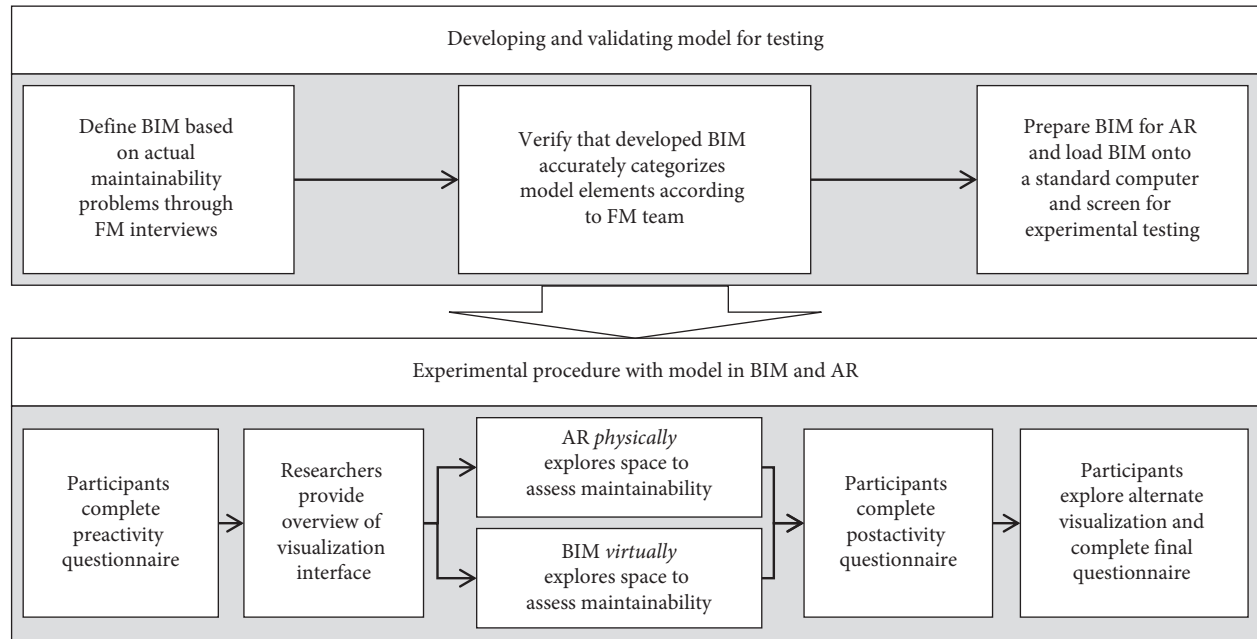 Developing and validating model for testing
Define BIM based
on actual
maintainability
problems through
FM interviews
Verify that developed BIM
accurately categorizes
model elements according
to FM team
Prepare BIM for AR
and load BIM onto
a standard computer
and screen for
experimental testing
Experimental procedure with model in BIM and AR
Participants
complete
preactivity
questionnaire
Researchers
provide
overview of
visualization
interface
AR physically
explores space to
assess maintainability
BIM virtually
explores space to
assess maintainability
Participants
complete
postactivity
questionnaire
Participants
explore alternate
visualization and
complete final
questionnaire